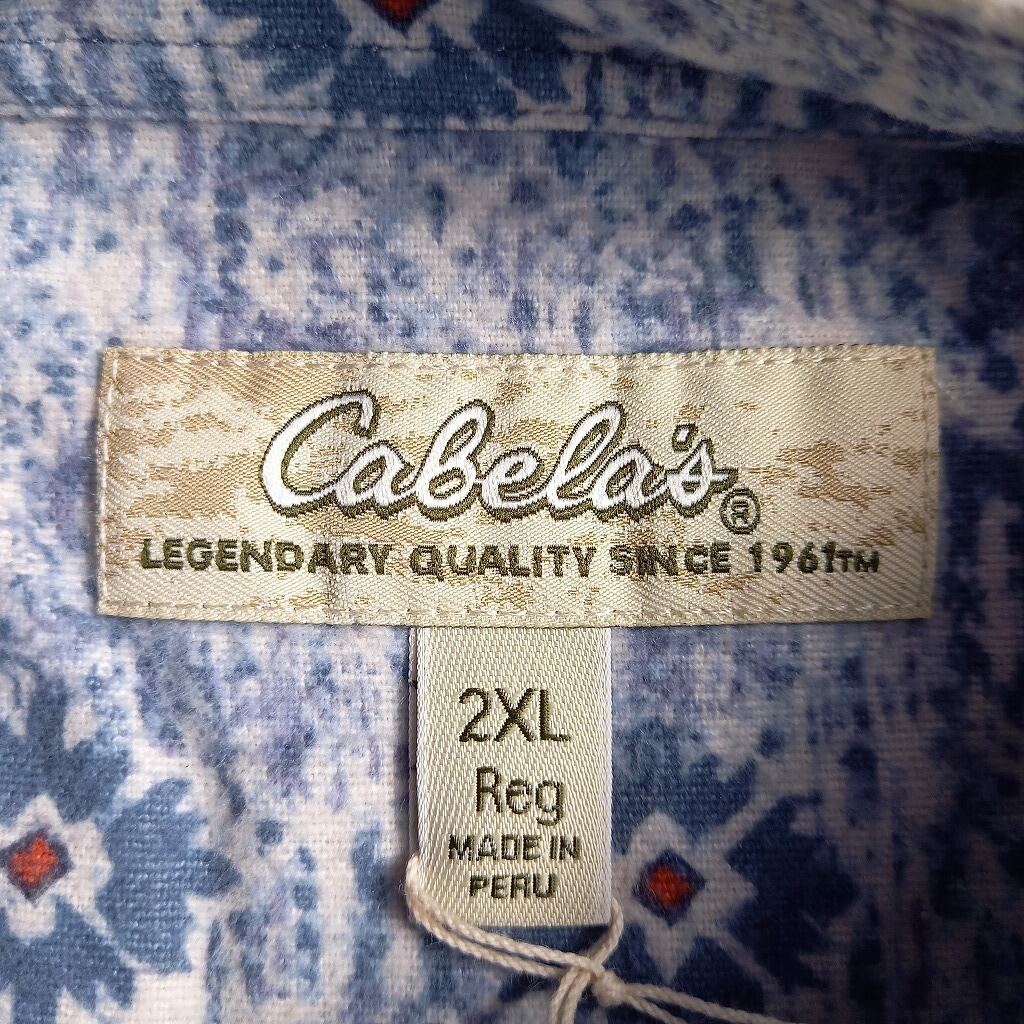 Cabela's®
LEGENDARY QUALITY SINCE 1961™
2XL
Reg
MADE IN
PERU